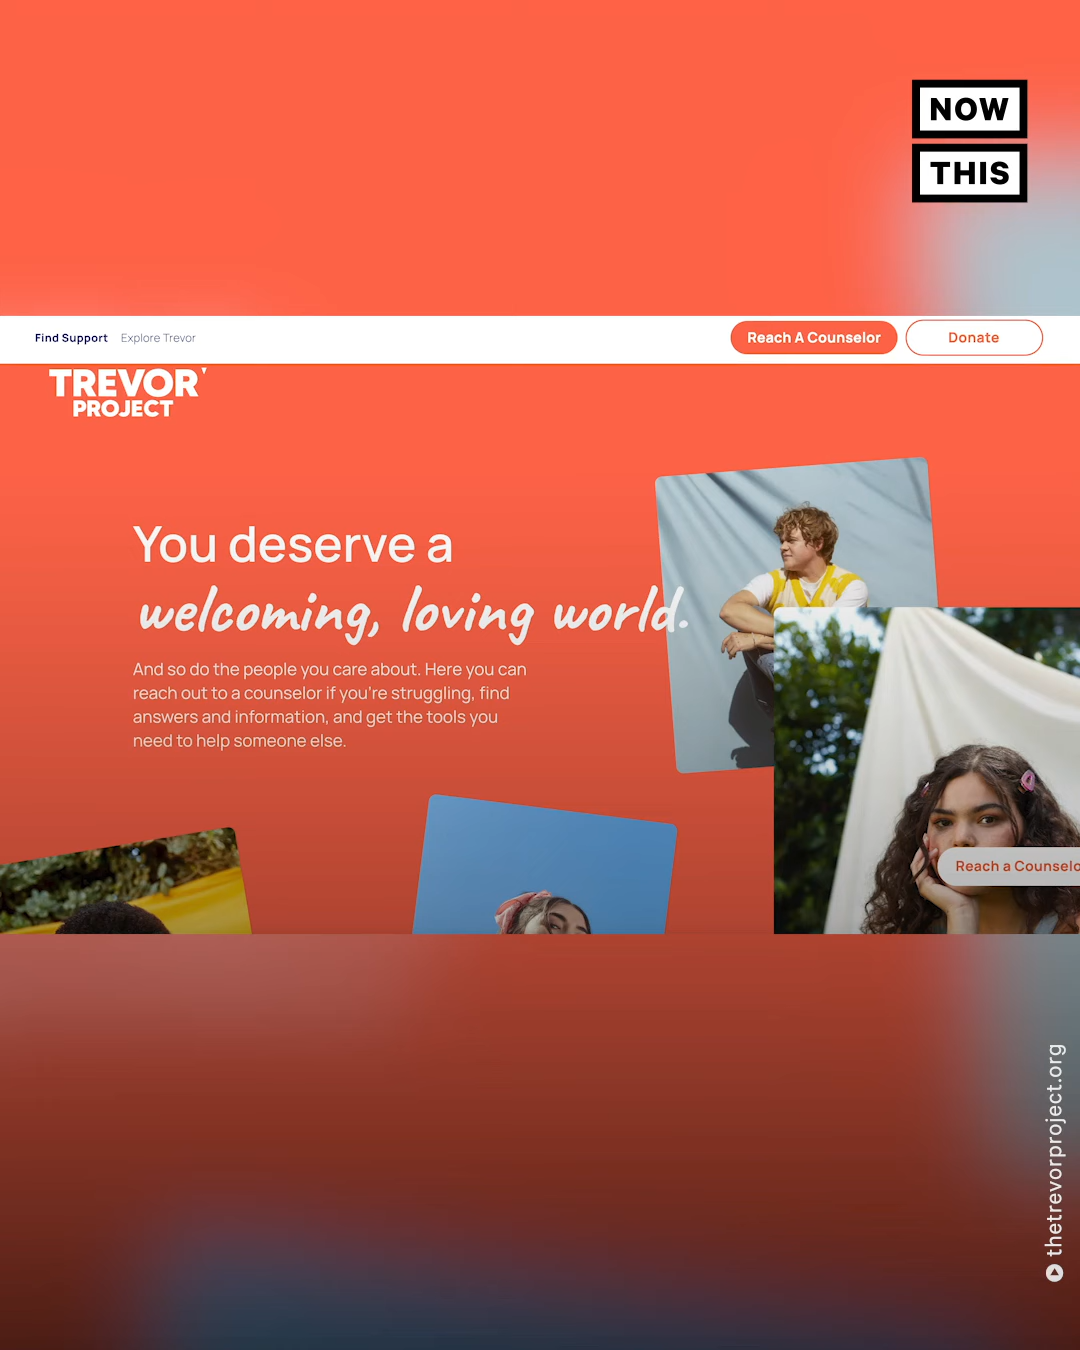 NOW
THIS
Find Support Explore Trevor
Reach A Counselor Donate
TREVOR
PROJECT
You deserve a
welcoming, loving world.
And so do the people you care about. Here you can
reach out to a counselor if you're struggling, find
answers and information, and get the tools you
need to help someone else.
Reach a Counselo
thetrevorproject.org